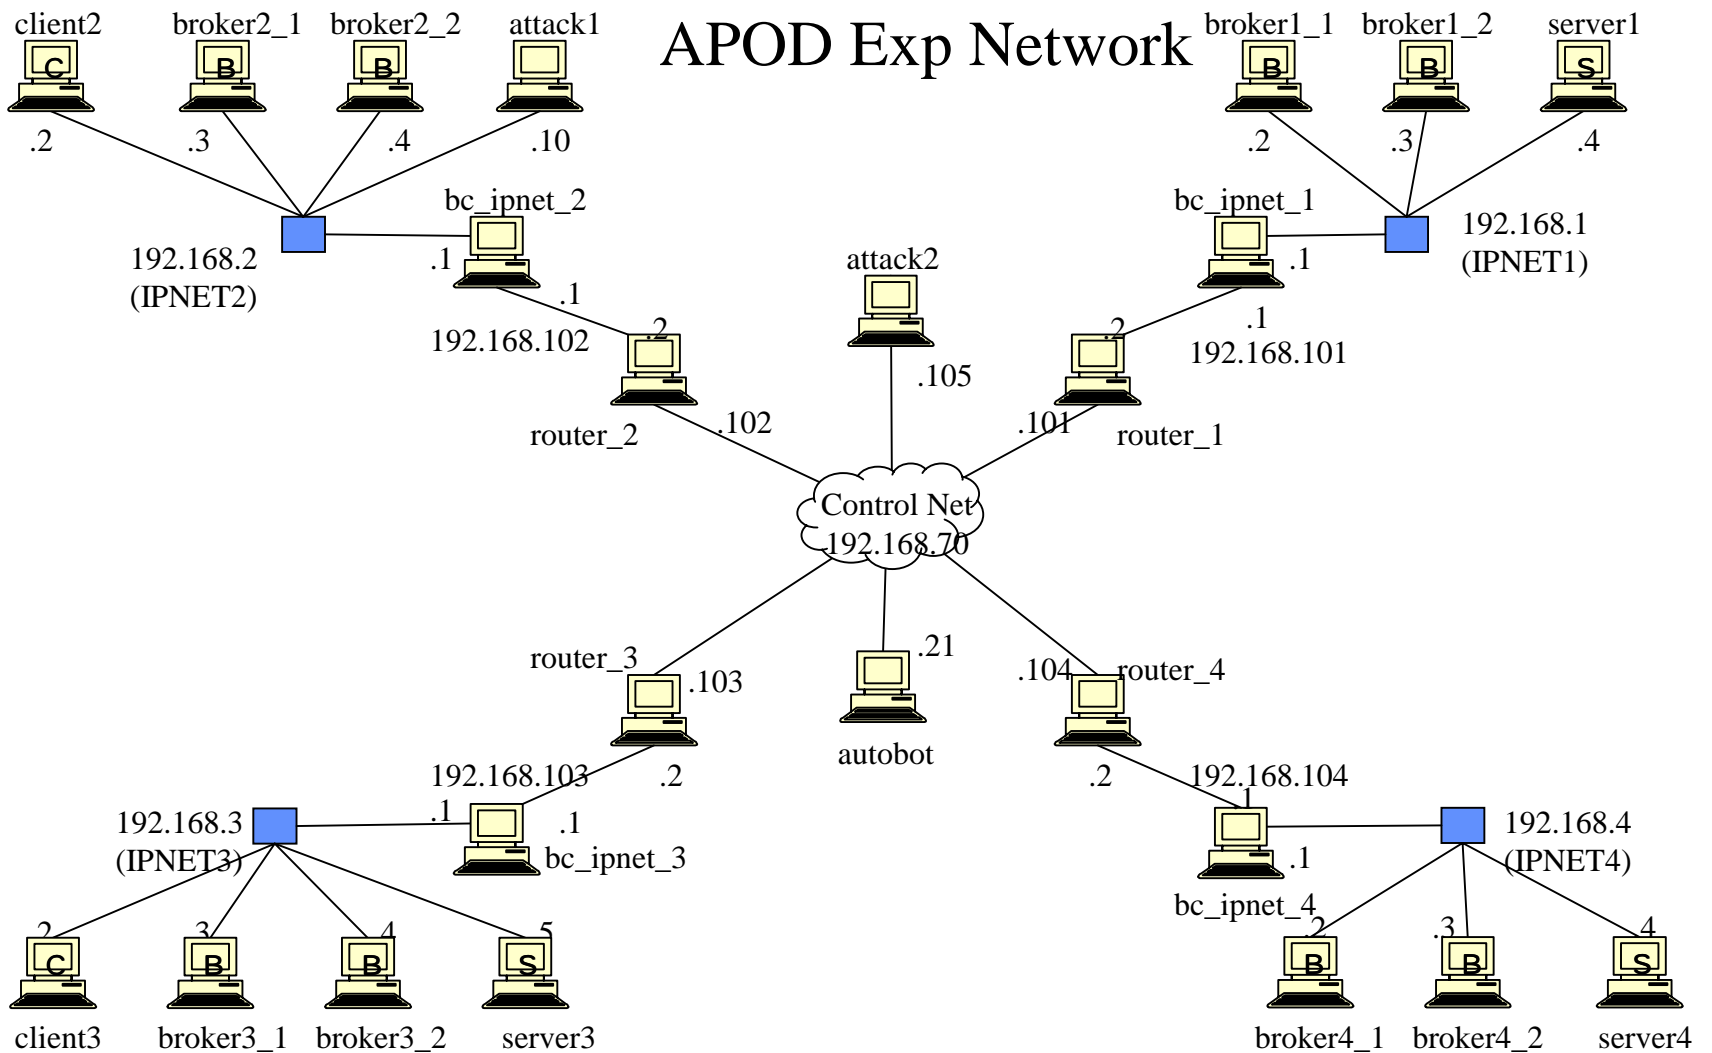 APOD Exp Network
client2
broker2_1
broker2_2
attack1
C
B
B
.2
.3
.4
.10
bc_ipnet_2
192.168.2
(IPNET2)
.1
.1
.2
192.168.102
router_2
.102
broker1_1
broker1_2
server1
B
B
S
.2
.3
.4
bc_ipnet_1
192.168.1
(IPNET1)
.1
.1
.2
192.168.101
router_1
.101
attack2
.105
Control Net
192.168.70
.21
autobot
router_3
.103
192.168.103
.2
.1
.1
bc_ipnet_3
192.168.3
(IPNET3)
.2
.3
.4
.5
C
B
B
S
client3
broker3_1
broker3_2
server3
.104
router_4
.2
192.168.104
.1
.1
bc_ipnet_4
192.168.4
(IPNET4)
.2
.3
.4
B
B
S
broker4_1
broker4_2
server4